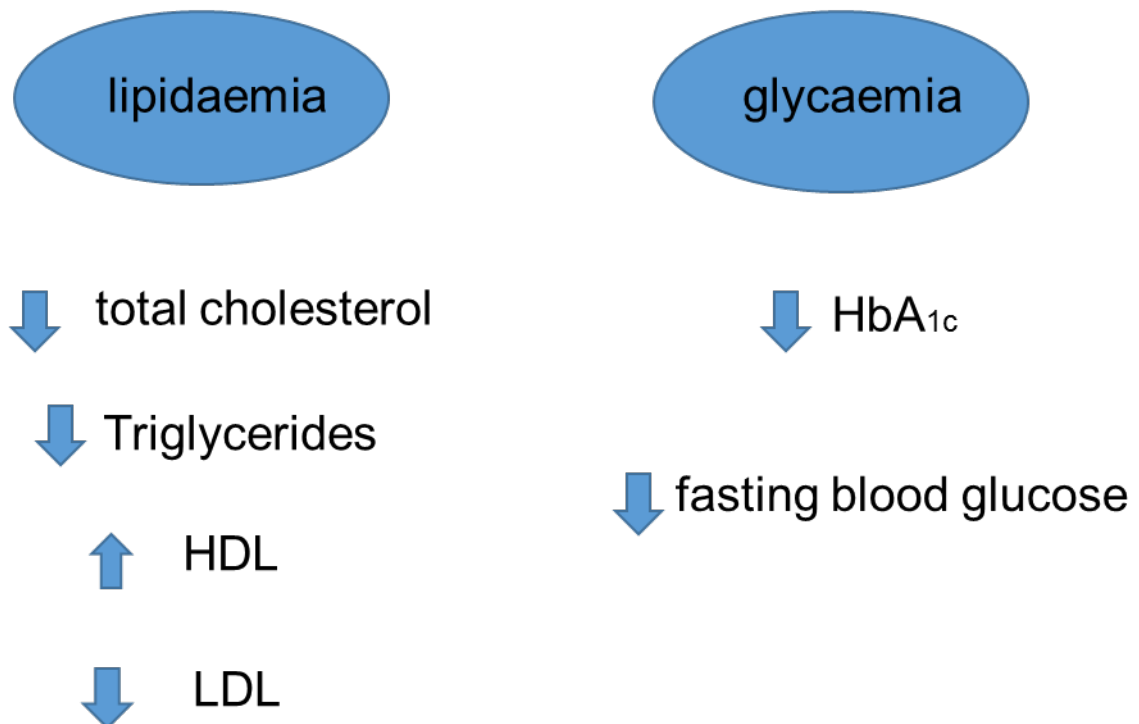 lipidaemia
total cholesterol
Triglycerides
HDL
LDL
glycaemia
HbA1c
fasting blood glucose